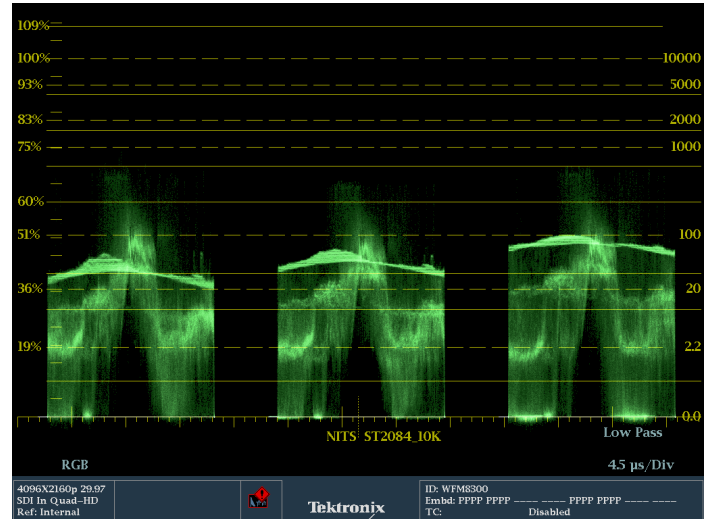 109%
100% 10000
93% 5000
83% 2000
75% 1000
60%
51% 100
36% 20
19% 2.2
0.0
NITS ST2084_10K
Low Pass
RGB
4.5 µs/Div
4096X2160p 29.97
SDI In Quad-HD
Ref: Internal
Tektronix
ID: WFM8300
Embd: PPPP PPPP ---- ---- PPPP PPPP ---- ----
TC: Disabled